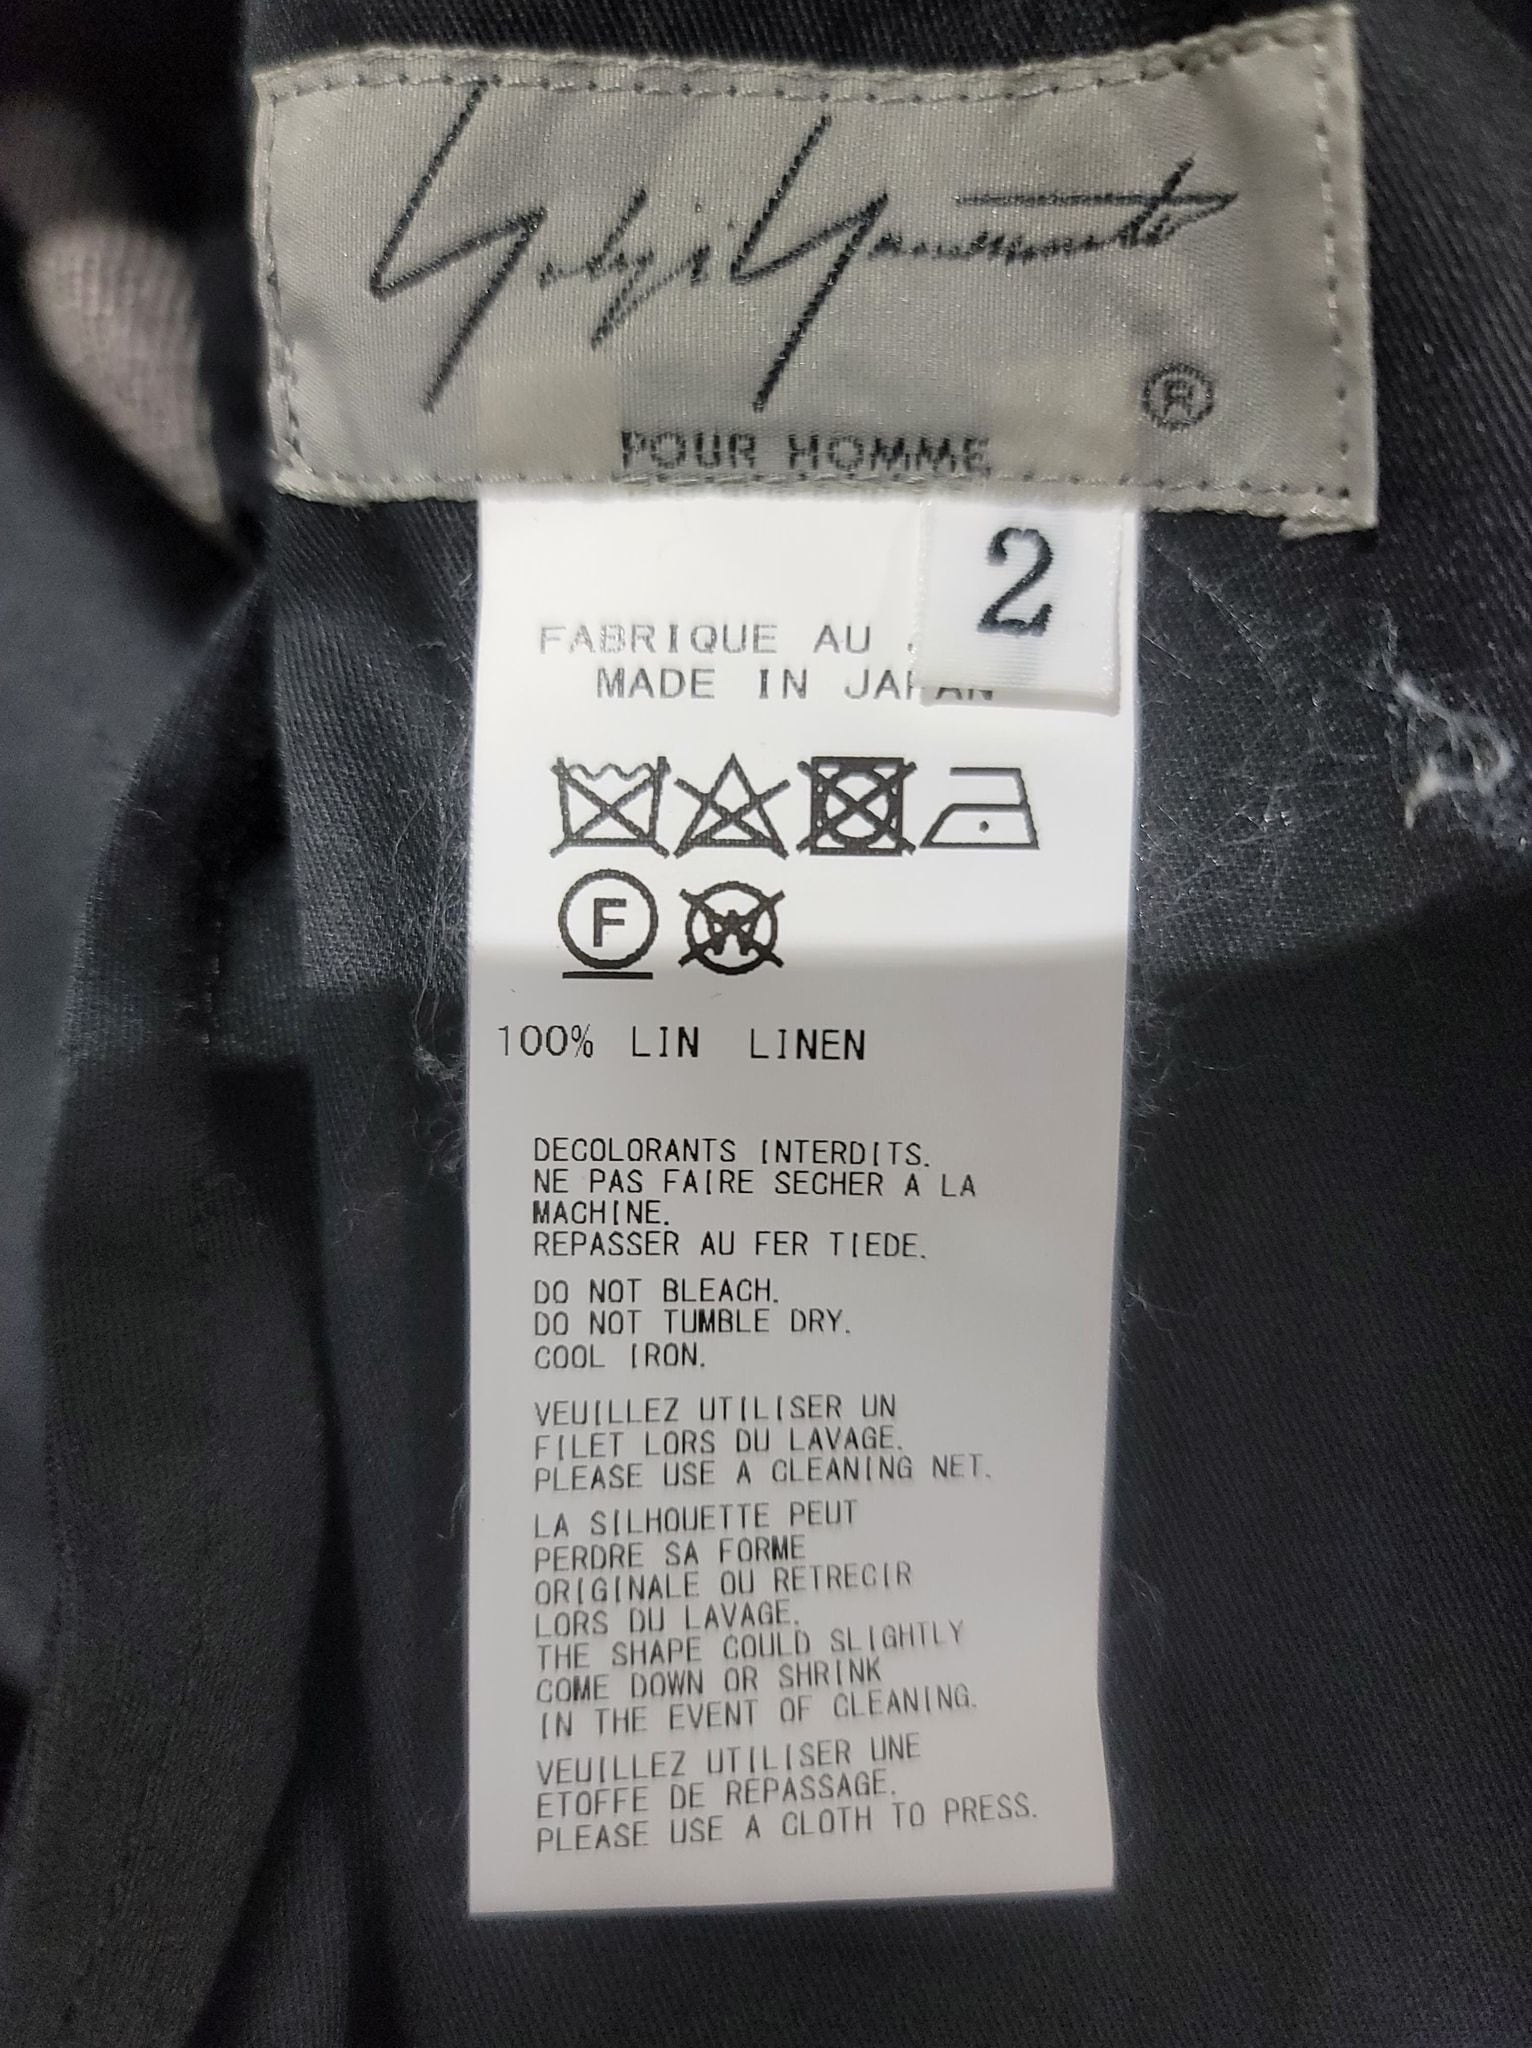 Yohji Yamamoto
®
POUR HOMME
2
FABRIQUE AU
MADE IN JAPAN
F
W
100% LIN LINEN
DECOLORANTS INTERDITS.
NE PAS FAIRE SECHER A LA
MACHINE.
REPASSER AU FER TIEDE.
DO NOT BLEACH.
DO NOT TUMBLE DRY.
COOL IRON.
VEUILLEZ UTILISER UN
FILET LORS DU LAVAGE.
PLEASE USE A CLEANING NET.
LA SILHOUETTE PEUT
PERDRE SA FORME
ORIGINALE OU RETRECIR
LORS DU LAVAGE.
THE SHAPE COULD SLIGHTLY
COME DOWN OR SHRINK
IN THE EVENT OF CLEANING.
VEUILLEZ UTILISER UNE
ETOFFE DE REPASSAGE.
PLEASE USE A CLOTH TO PRESS.